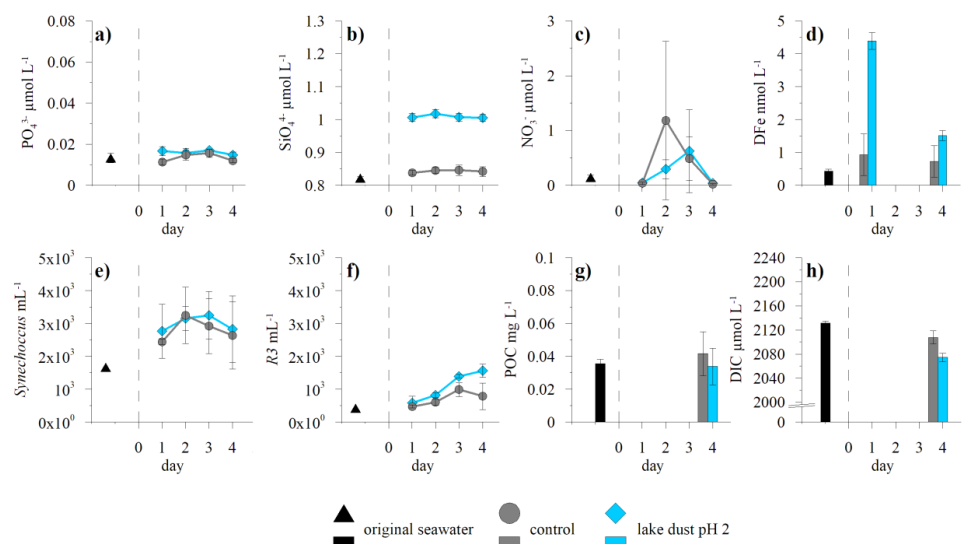 a)
PO₄³⁻ µmol L⁻¹
0.08
0.06
0.04
0.02
0
0 1 2 3 4
day
b)
SiO₄⁴⁻ µmol L⁻¹
1.3
1.2
1.1
1
0.9
0.8
0 1 2 3 4
day
c)
NO₃⁻ µmol L⁻¹
3
2
1
0
0 1 2 3 4
day
d)
DFe nmol L⁻¹
5
4
3
2
1
0
0 1 2 3 4
day
e)
Synechoccus mL⁻¹
5x10³
4x10³
3x10³
2x10³
10³
0x10⁰
0 1 2 3 4
day
f)
R3 mL⁻¹
5x10³
4x10³
3x10³
2x10³
10³
0x10⁰
0 1 2 3 4
day
g)
POC mg L⁻¹
0.1
0.08
0.06
0.04
0.02
0
0 1 2 3 4
day
h)
DIC µmol L⁻¹
2240
2200
2160
2120
2080
2040
2000
0
0 1 2 3 4
day
original seawater
control
lake dust pH 2